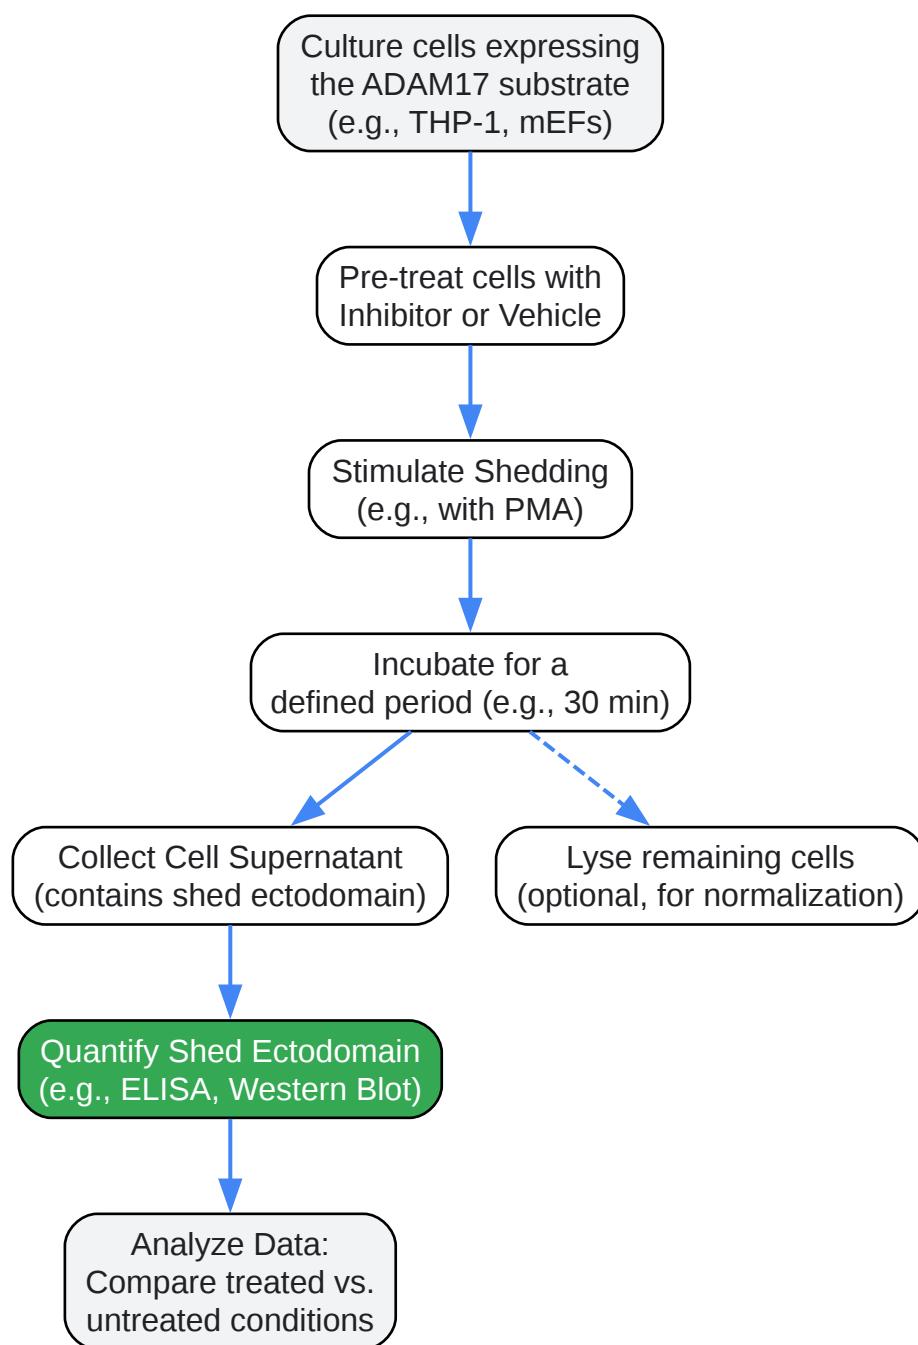 Culture cells expressing
the ADAM17 substrate
(e.g., THP-1, mEFs)
Pre-treat cells with
Inhibitor or Vehicle
Stimulate Shedding
(e.g., with PMA)
Incubate for a
defined period (e.g., 30 min)
Collect Cell Supernatant
(contains shed ectodomain)
Lyse remaining cells
(optional, for normalization)
Quantify Shed Ectodomain
(e.g., ELISA, Western Blot)
Analyze Data:
Compare treated vs.
untreated conditions